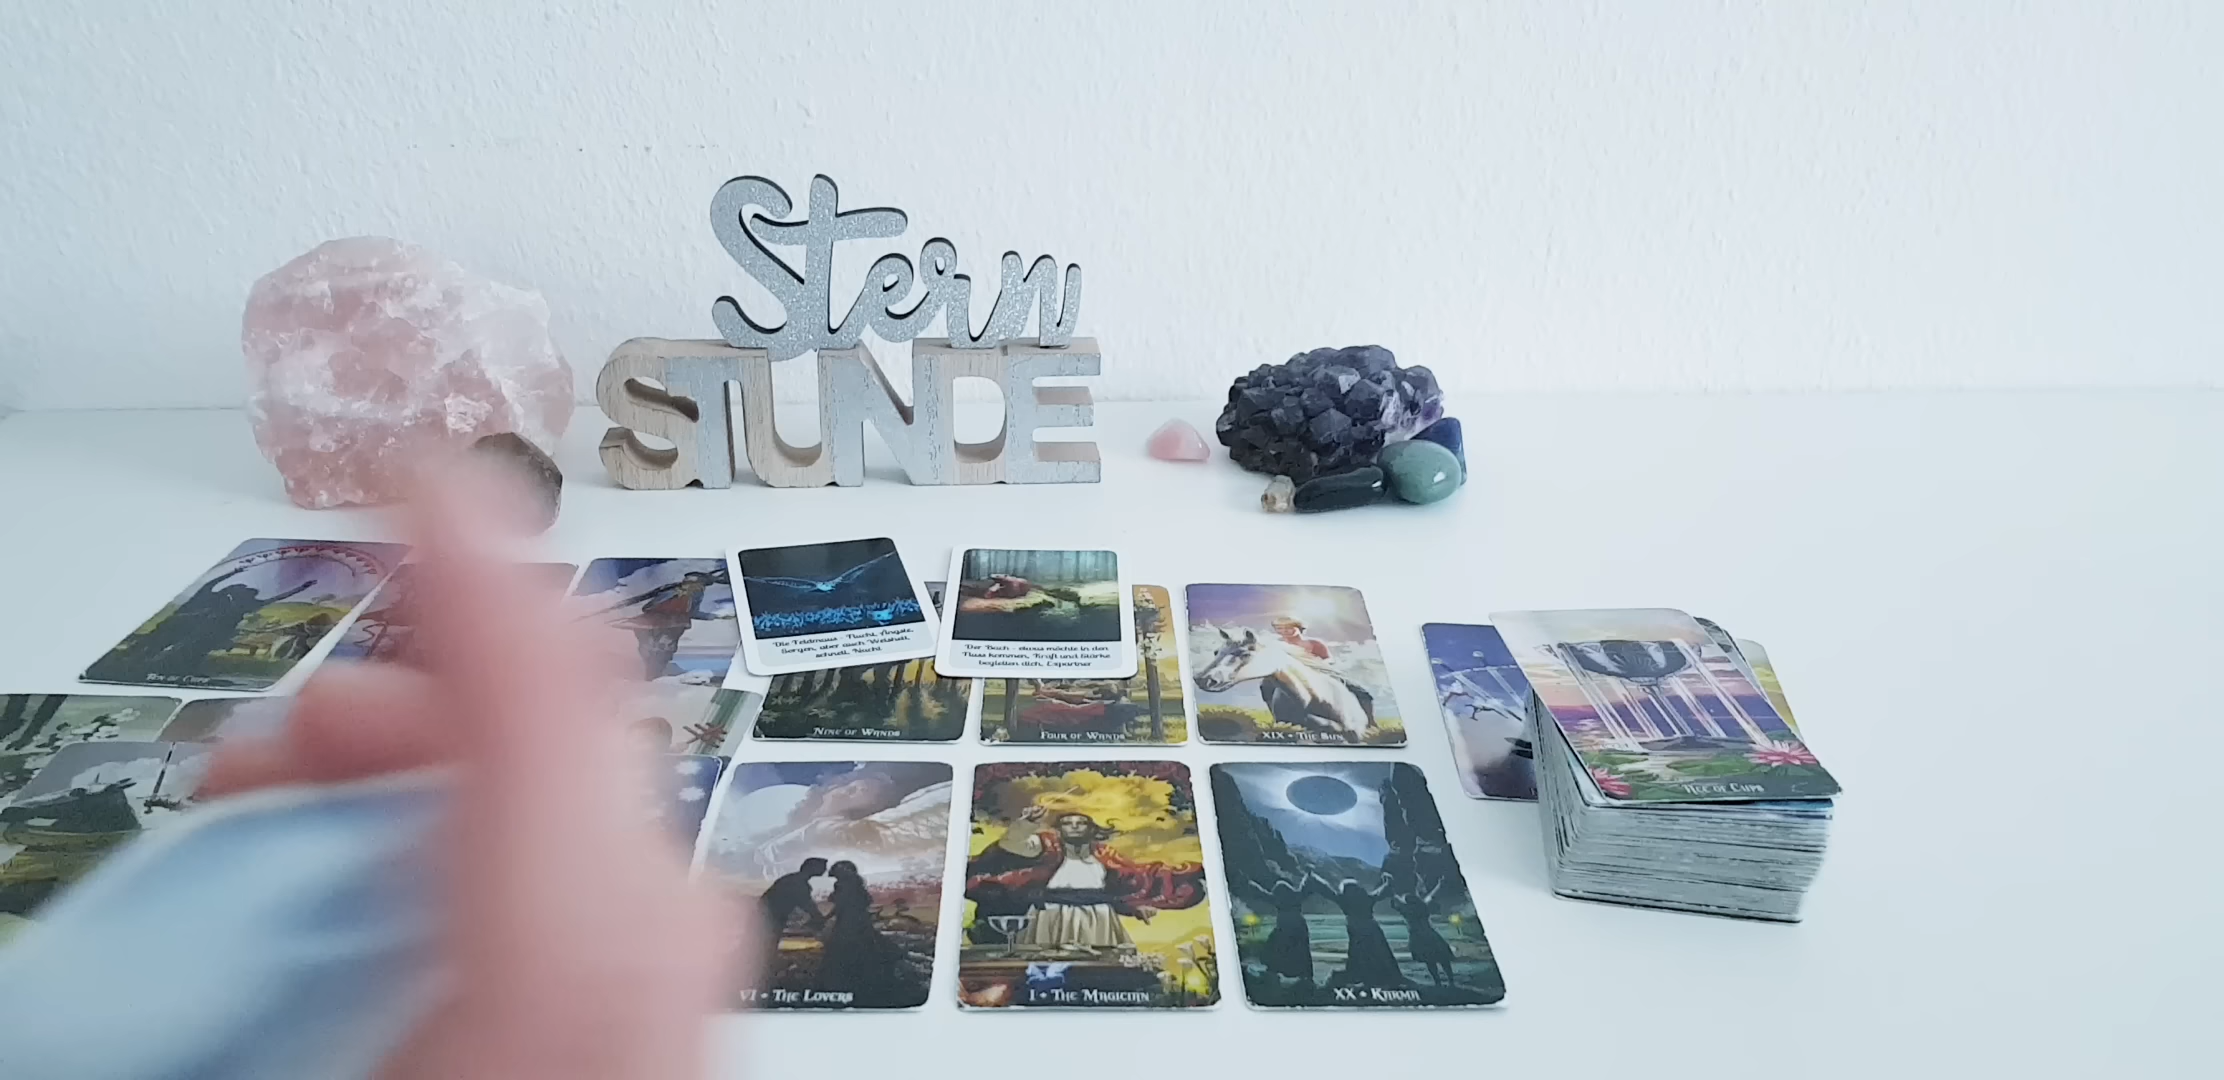 Stern
STUNDE
Ten of Cups
Die Feldmaus - Flucht, Ängste,
Sorgen, aber auch Weisheit,
schnell, Nacht
Der Bach - etwas möchte in den
Fluss kommen, Kraft und Stärke
begleiten dich, Expartner
Nine of Wands
Four of Wands
XIX • The Sun
Ace of Cups
VI • The Lovers
I • The Magician
XX • Karma